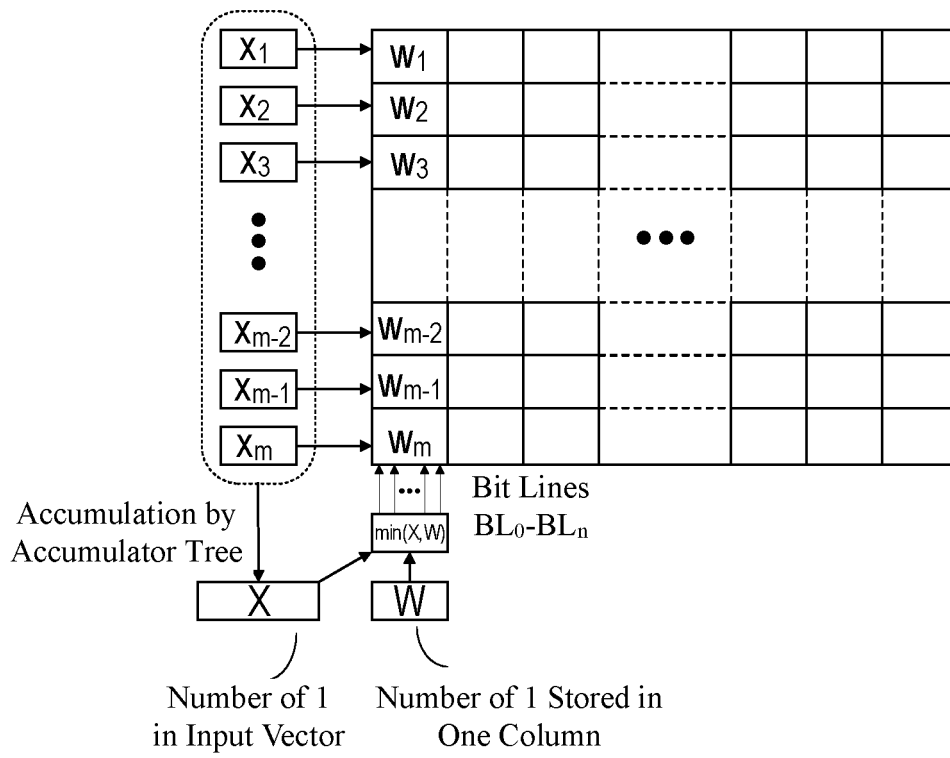 X1 W1
X2 W2
X3 W3
Xm-2 Wm-2
Xm-1 Wm-1
Xm Wm
Bit Lines
BL0-BLn
Accumulation by
Accumulator Tree
min(X,W)
X W
Number of 1
in Input Vector
Number of 1 Stored in
One Column